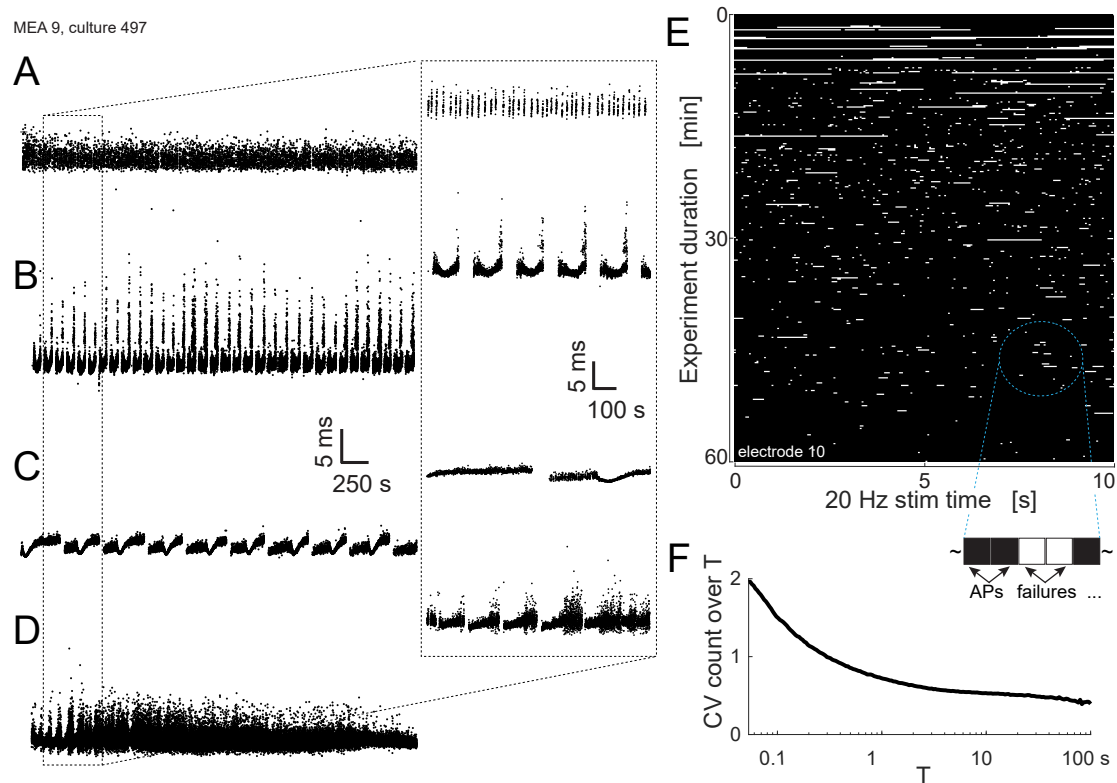 MEA 9, culture 497
A
B
C
D
5 ms
250 s
5 ms
100 s
E
Experiment duration [min]
0
30
60
electrode 10
0
5
10
20 Hz stim time [s]
~
~
APs
failures
...
F
CV count over T
2
1
0
0.1
1
10
100 s
T